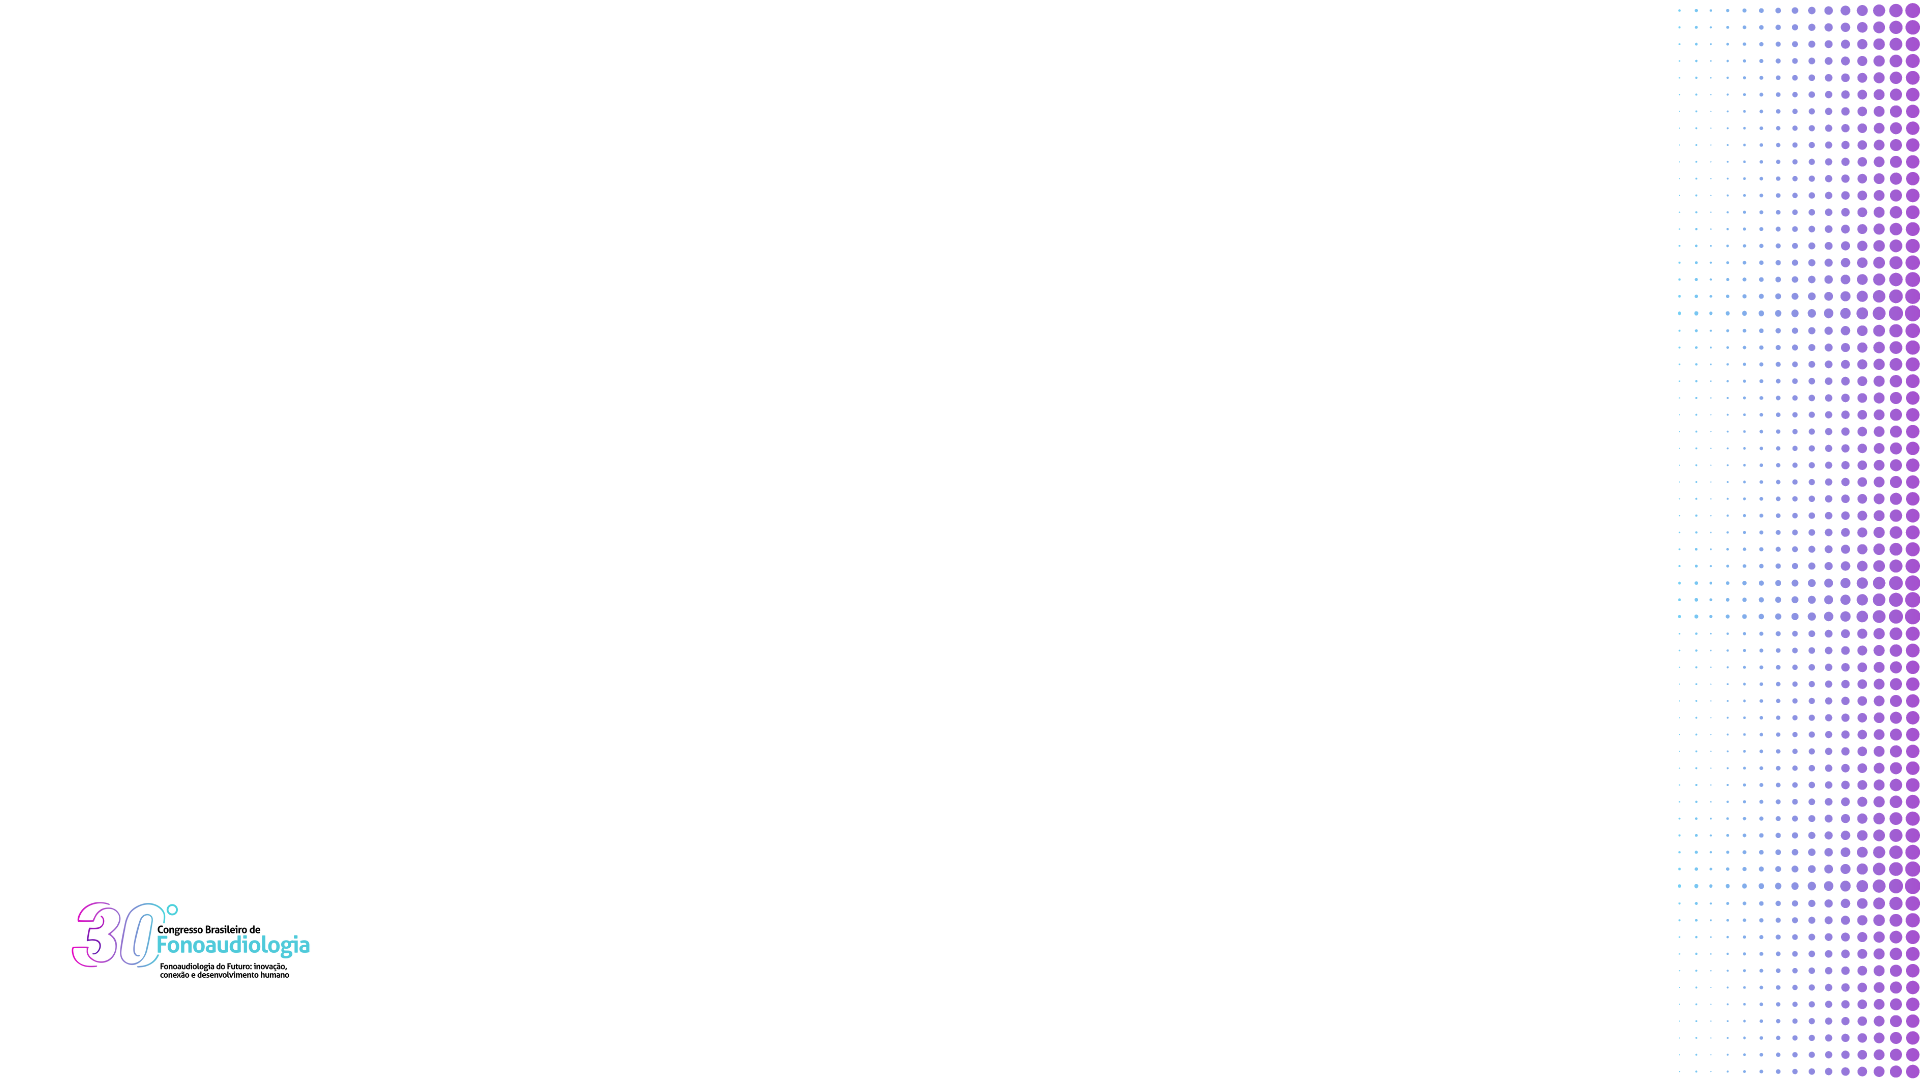 30°
Congresso Brasileiro de
Fonoaudiologia
Fonoaudiologia do Futuro: inovação,
conexão e desenvolvimento humano